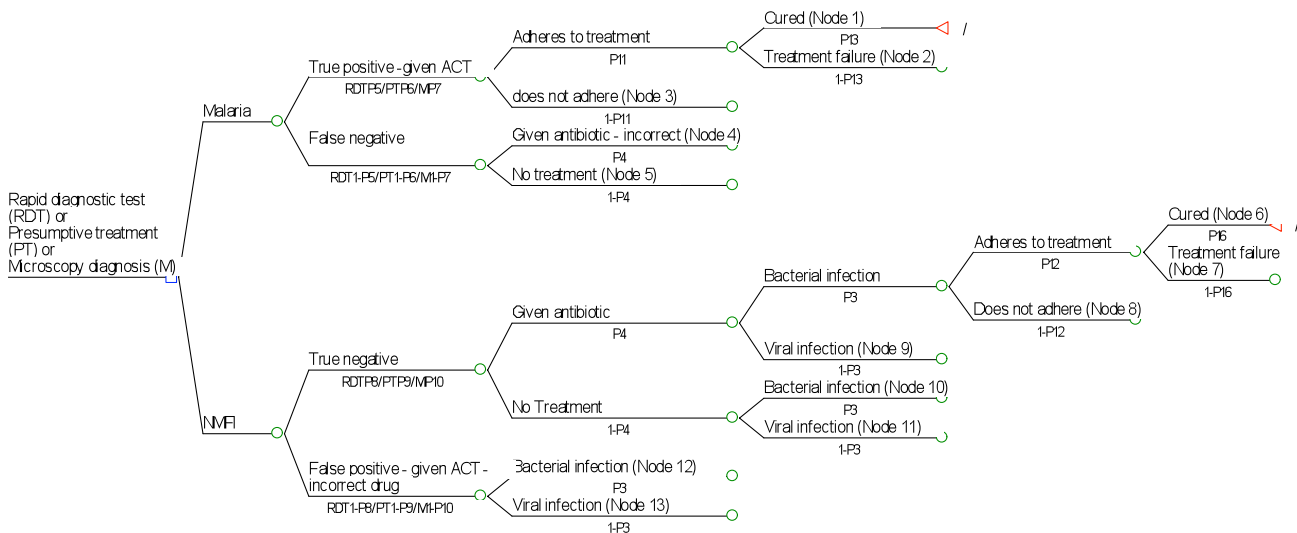 Cured (Node 1)
P13
/
Adheres to treatment
P11
Treatment failure (Node 2)
1-P13
True positive - given ACT
RDTP5/PTP6/MP7
does not adhere (Node 3)
1-P11
Malaria
False negative
RDT1-P5/PT1-P6/M1-P7
Given antibiotic - incorrect (Node 4)
P4
No treatment (Node 5)
1-P4
Rapid diagnostic test
(RDT) or
Presumptive treatment
(PT) or
Microscopy diagnosis (M)
Cured (Node 6)
P16
/
Adheres to treatment
P12
Treatment failure
(Node 7)
1-P16
Bacterial infection
P3
Does not adhere (Node 8)
1-P12
Given antibiotic
P4
Viral infection (Node 9)
1-P3
True negative
RDTP8/PTP9/MP10
Bacterial infection (Node 10)
P3
No Treatment
1-P4
Viral infection (Node 11)
1-P3
NMFI
False positive - given ACT -
incorrect drug
RDT1-P8/PT1-P9/M1-P10
Bacterial infection (Node 12)
P3
Viral infection (Node 13)
1-P3